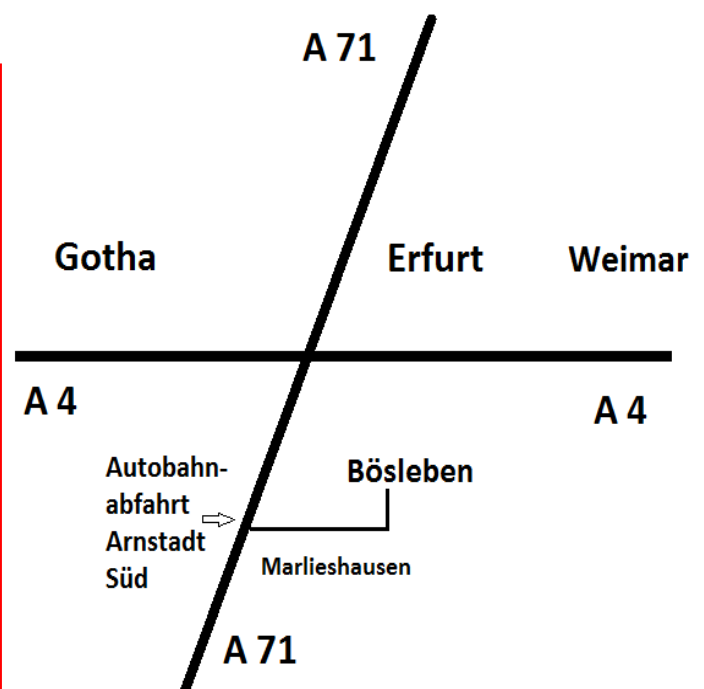 A 71
Gotha
Erfurt
Weimar
A 4
A 4
Autobahn-
abfahrt
Arnstadt
Süd
Bösleben
Marlieshausen
A 71